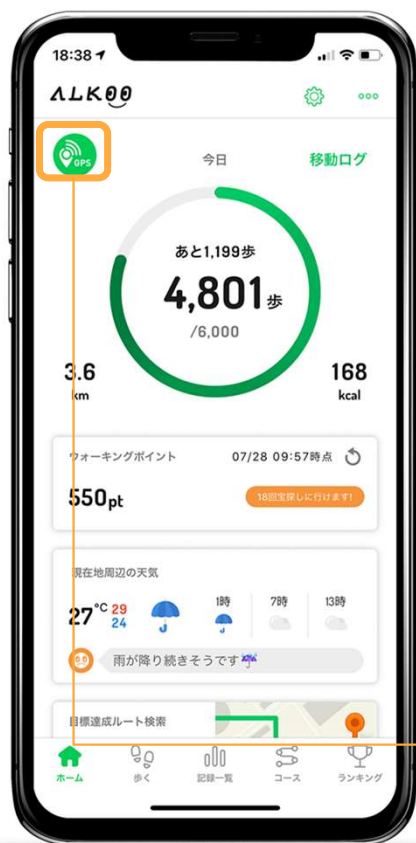 18:38
ALKOO
GPS
今日
移動ログ
あと1,199歩
4,801歩
/6,000
3.6
km
168
kcal
ウォーキングポイント
07/28 09:57時点
550pt
18回宝探しに行けます!
現在地周辺の天気
27°C
29
24
1時
7時
13時
雨が降り続きそうです☔
目標達成ルート検索
ホーム
歩く
記録一覧
コース
ランキング